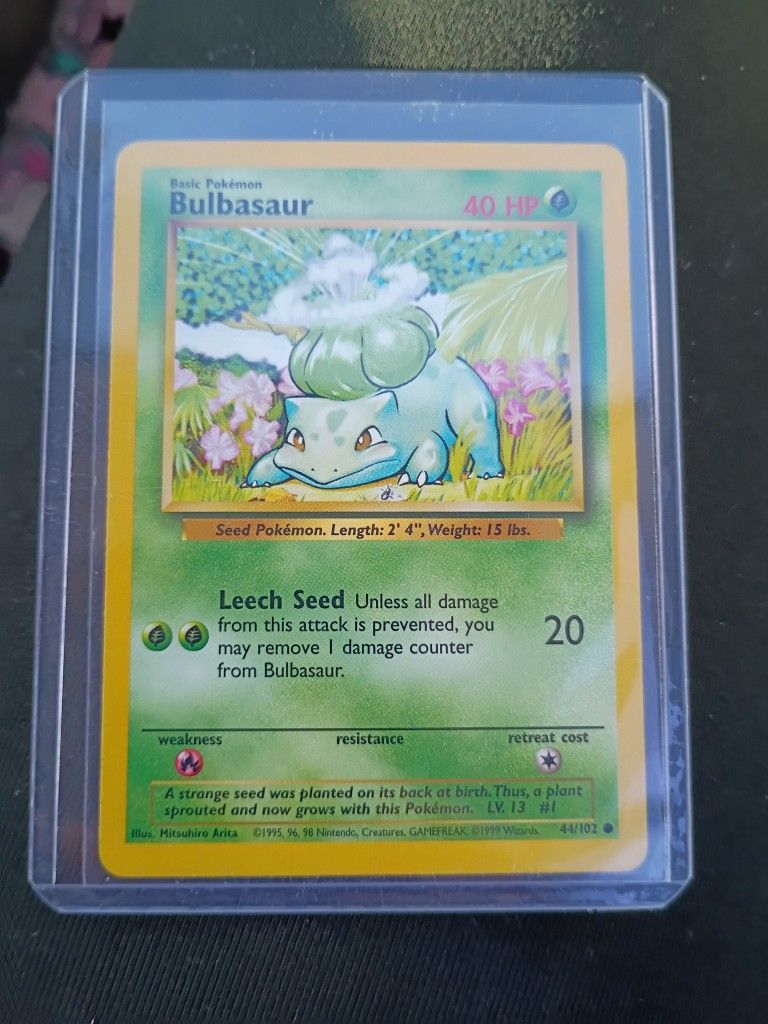 Basic Pokémon
Bulbasaur
40 HP
Seed Pokémon. Length: 2' 4", Weight: 15 lbs.
Leech Seed Unless all damage
from this attack is prevented, you
may remove 1 damage counter
from Bulbasaur.
20
weakness resistance retreat cost
A strange seed was planted on its back at birth. Thus, a plant
sprouted and now grows with this Pokémon. LV. 13 #1
Illus. Mitsuhiro Arita ©1995, 96, 98 Nintendo, Creatures, GAMEFREAK. ©1999 Wizards. 44/102